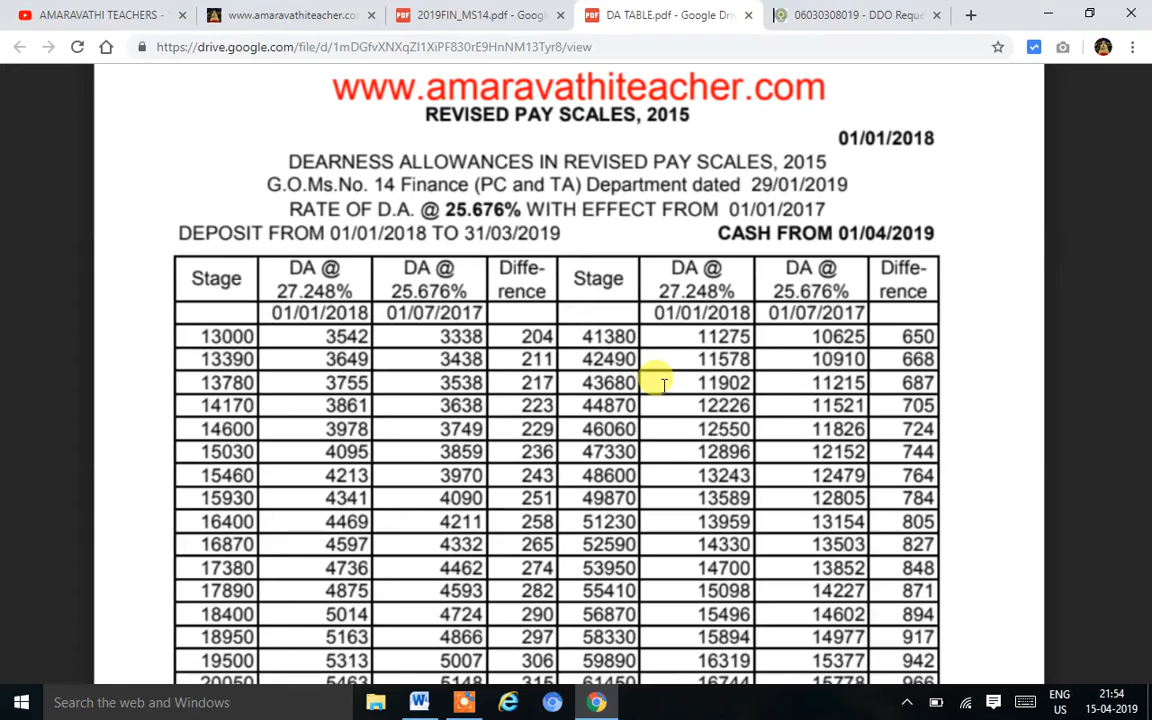 AMARAVATHI TEACHERS -
www.amaravathiteacher.co
2019FIN_MS14.pdf - Googl
DA TABLE.pdf - Google Dri
06030308019 - DDO Reque
https://drive.google.com/file/d/1mDGfvXNXqZl1XiPF830rE9HnNM13Tyr8/view
www.amaravathiteacher.com
REVISED PAY SCALES, 2015
01/01/2018
DEARNESS ALLOWANCES IN REVISED PAY SCALES, 2015
G.O.Ms.No. 14 Finance (PC and TA) Department dated 29/01/2019
RATE OF D.A. @ 25.676% WITH EFFECT FROM 01/01/2017
DEPOSIT FROM 01/01/2018 TO 31/03/2019 CASH FROM 01/04/2019
Stage DA @ 27.248% DA @ 25.676% Diffe-rence Stage DA @ 27.248% DA @ 25.676% Diffe-rence
01/01/2018 01/07/2017 01/01/2018 01/07/2017
13000 3542 3338 204 41380 11275 10625 650
13390 3649 3438 211 42490 11578 10910 668
13780 3755 3538 217 43680 11902 11215 687
14170 3861 3638 223 44870 12226 11521 705
14600 3978 3749 229 46060 12550 11826 724
15030 4095 3859 236 47330 12896 12152 744
15460 4213 3970 243 48600 13243 12479 764
15930 4341 4090 251 49870 13589 12805 784
16400 4469 4211 258 51230 13959 13154 805
16870 4597 4332 265 52590 14330 13503 827
17380 4736 4462 274 53950 14700 13852 848
17890 4875 4593 282 55410 15098 14227 871
18400 5014 4724 290 56870 15496 14602 894
18950 5163 4866 297 58330 15894 14977 917
19500 5313 5007 306 59890 16319 15377 942
20050 5463 5148 315 61450 16744 15778 966
Search the web and Windows
ENG
US
21:54
15-04-2019